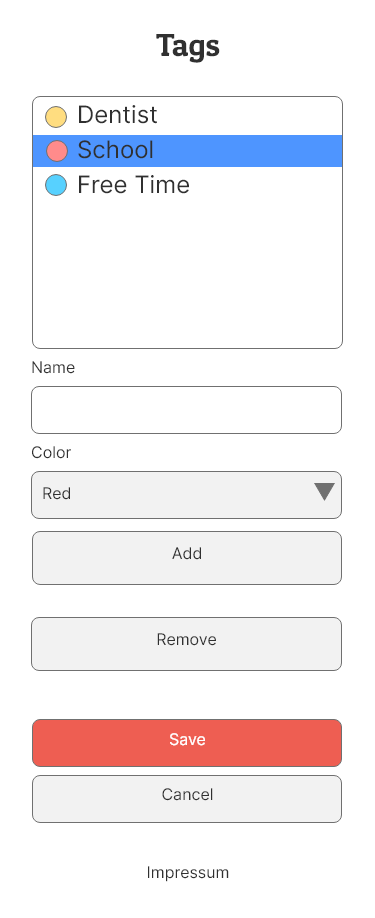 Tags
Dentist
School
Free Time
Name
Color
Red
Add
Remove
Save
Cancel
Impressum